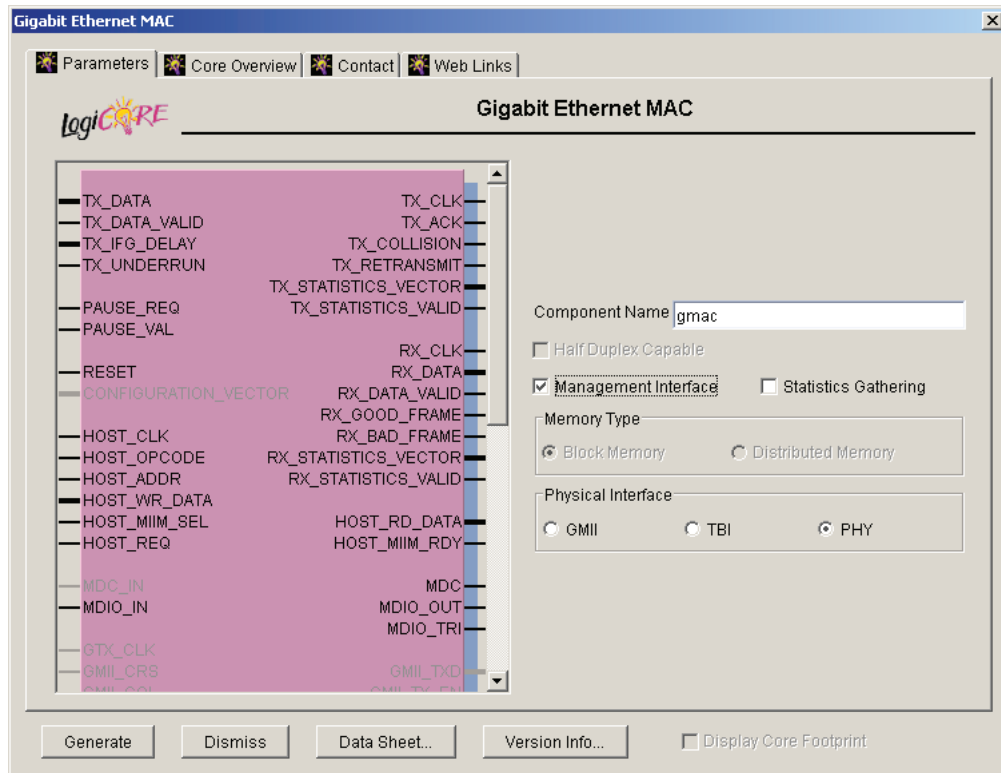 Gigabit Ethernet MAC
Parameters Core Overview Contact Web Links
LogiCORE
Gigabit Ethernet MAC
TX_DATA TX_CLK
TX_DATA_VALID TX_ACK
TX_IFG_DELAY TX_COLLISION
TX_UNDERRUN TX_RETRANSMIT
TX_STATISTICS_VECTOR
PAUSE_REQ TX_STATISTICS_VALID
PAUSE_VAL
RX_CLK
RESET RX_DATA
CONFIGURATION_VECTOR RX_DATA_VALID
RX_GOOD_FRAME
HOST_CLK RX_BAD_FRAME
HOST_OPCODE RX_STATISTICS_VECTOR
HOST_ADDR RX_STATISTICS_VALID
HOST_WR_DATA
HOST_MIIM_SEL HOST_RD_DATA
HOST_REQ HOST_MIIM_RDY
MDC_IN MDC
MDIO_IN MDIO_OUT
MDIO_TRI
GTX_CLK
GMII_CRS GMII_TXD
GMII_COL GMII_TX_EN
Component Name gmac
Half Duplex Capable
Management Interface Statistics Gathering
Memory Type
Block Memory Distributed Memory
Physical Interface
GMII TBI PHY
Generate Dismiss Data Sheet... Version Info... Display Core Footprint